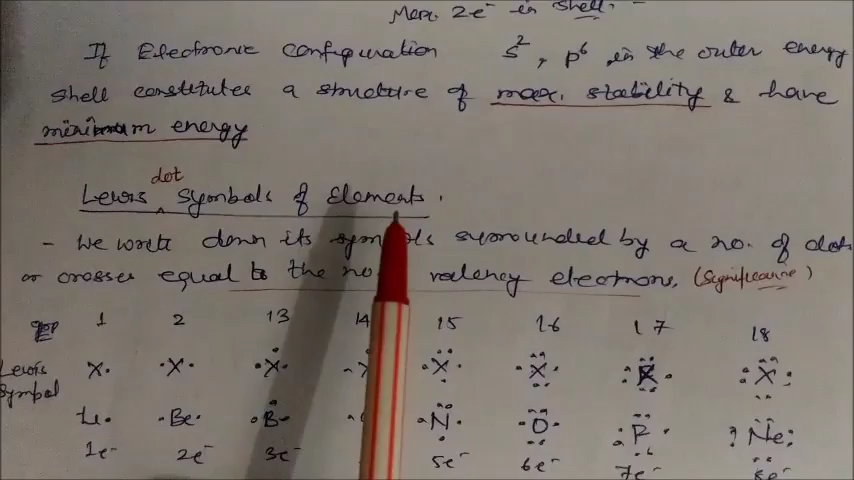 Max. 2e⁻ in shell.
If Electronic configuration s², p⁶, in the outer energy
shell constitutes a structure of max. stability & have
minimum energy
Lewis dot symbols of Elements.
- We write down its symbols surrounded by a no. of dots
or crosses equal to the no. valency electrons. (Significance)
1 2 13 14 15 16 17 18
Lewis Symbol X X X X X X X X
Li Be B N O F Ne
1e⁻ 2e⁻ 3e⁻ 5e⁻ 6e⁻ 7e⁻ 8e⁻